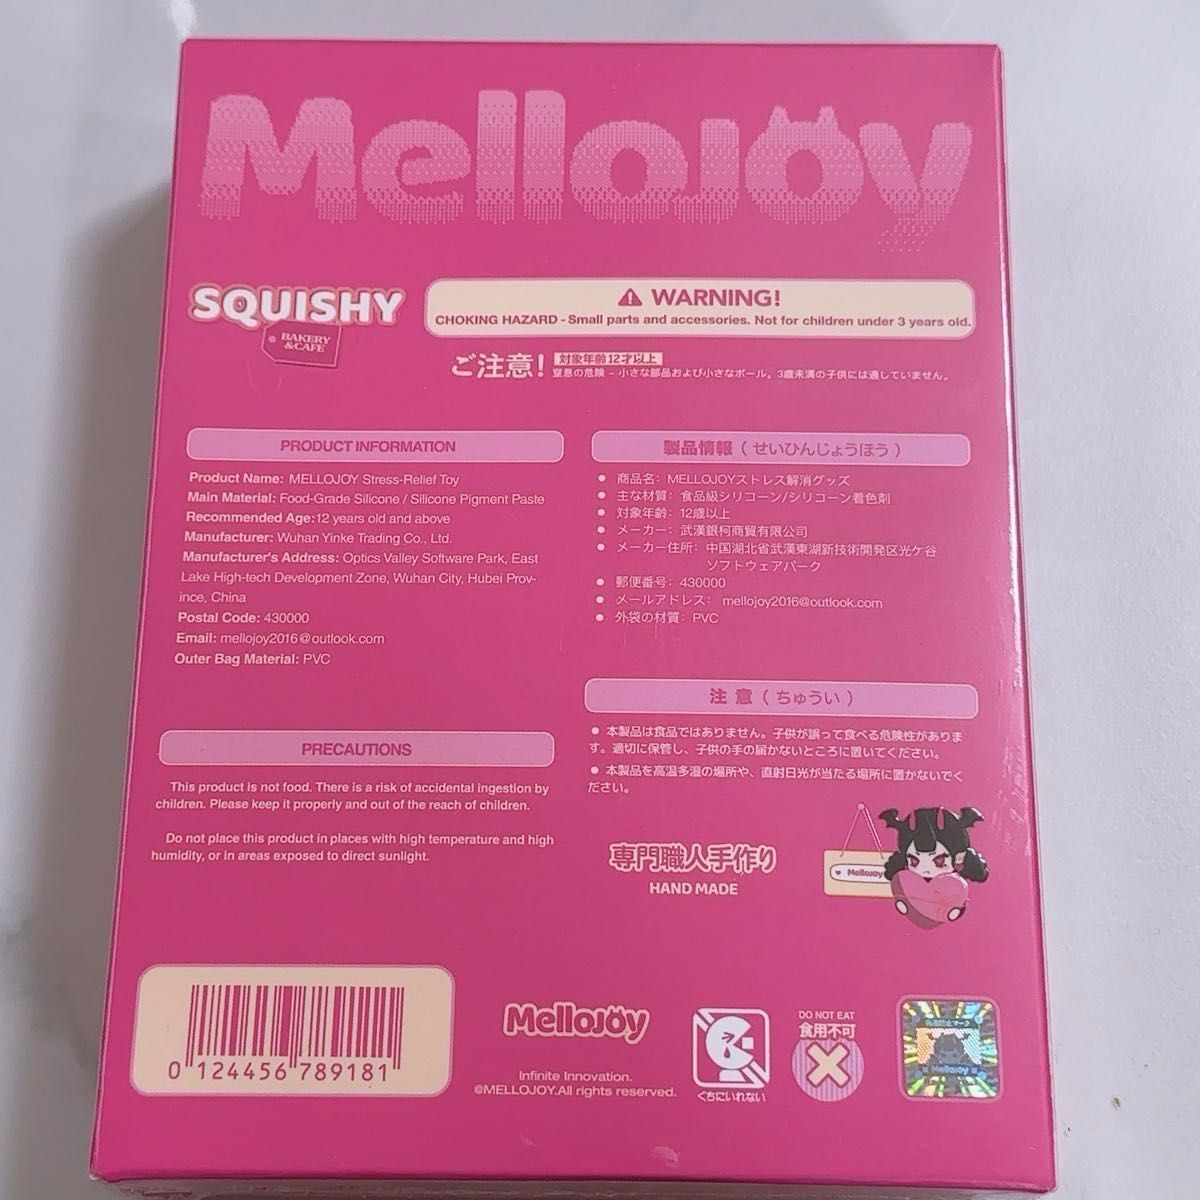 Mellojoy
SQUISHY
BAKERY
&CAFE
WARNING!
CHOKING HAZARD - Small parts and accessories. Not for children under 3 years old.
ご注意! 対象年齢12才以上
窒息の危険 – 小さな部品および小さなボール。3歳未満の子供には適していません。
PRODUCT INFORMATION
Product Name: MELLOJOY Stress-Relief Toy
Main Material: Food-Grade Silicone / Silicone Pigment Paste
Recommended Age:12 years old and above
Manufacturer: Wuhan Yinke Trading Co., Ltd.
Manufacturer's Address: Optics Valley Software Park, East
Lake High-tech Development Zone, Wuhan City, Hubei Prov-
ince, China
Postal Code: 430000
Email: mellojoy2016@outlook.com
Outer Bag Material: PVC
製品情報 ( せいひんじょうほう )
● 商品名: MELLOJOYストレス解消グッズ
● 主な材質: 食品級シリコーン/シリコーン着色剤
● 対象年齢: 12歳以上
● メーカー: 武漢銀柯商貿有限公司
● メーカー住所: 中国湖北省武漢東湖新技術開発区光ケ谷
ソフトウェアパーク
● 郵便番号: 430000
● メールアドレス: mellojoy2016@outlook.com
● 外袋の材質: PVC
PRECAUTIONS
This product is not food. There is a risk of accidental ingestion by
children. Please keep it properly and out of the reach of children.
Do not place this product in places with high temperature and high
humidity, or in areas exposed to direct sunlight.
注 意 ( ちゅうい )
● 本製品は食品ではありません。子供が誤って食べる危険性がありま
す。適切に保管し、子供の手の届かないところに置いてください。
● 本製品を高温多湿の場所や、直射日光が当たる場所に置かないでく
ださい。
専門職人手作り
HAND MADE
Mellojoy
0 124456 789181
Mellojoy
Infinite Innovation.
@MELLOJOY.All rights reserved.
くちにいれない
DO NOT EAT
食用不可
Mellojoy